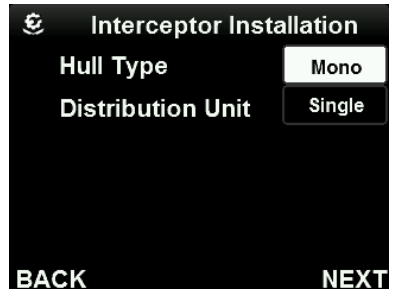 Interceptor Installation
Hull Type Mono
Distribution Unit Single
BACK NEXT